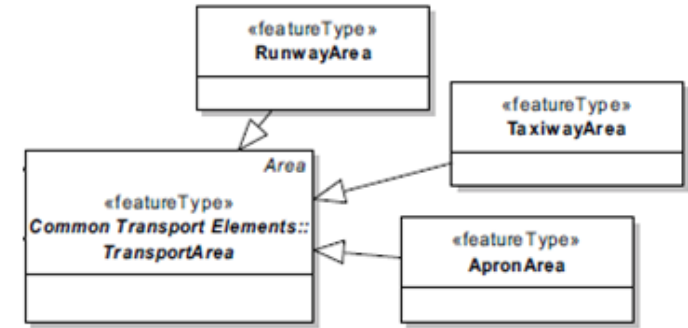 «featureType»
RunwayArea
«featureType»
TaxiwayArea
Area
«featureType»
Common Transport Elements::
TransportArea
«featureType»
ApronArea